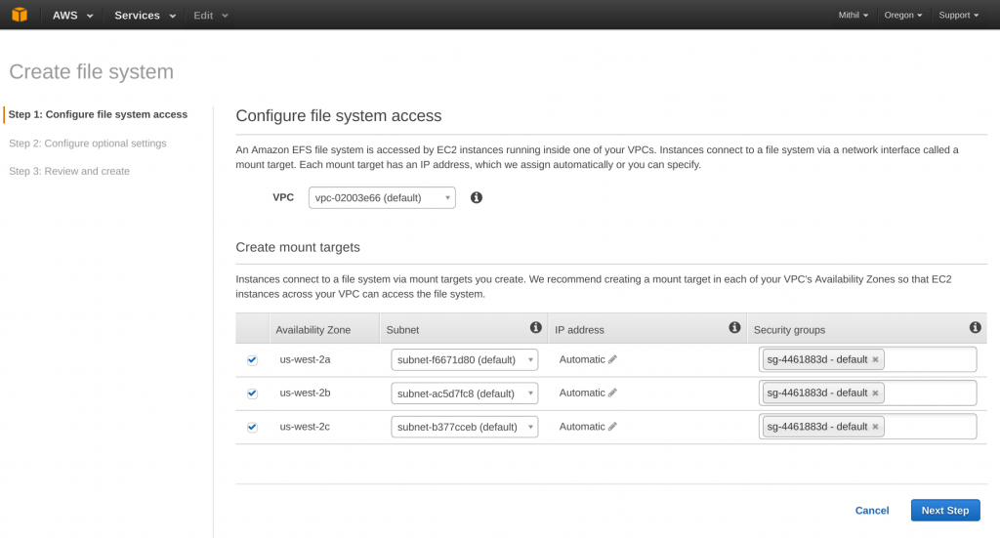 AWS Services Edit Mithil Oregon Support
Create file system
Step 1: Configure file system access
Step 2: Configure optional settings
Step 3: Review and create
Configure file system access
An Amazon EFS file system is accessed by EC2 instances running inside one of your VPCs. Instances connect to a file system via a network interface called a
mount target. Each mount target has an IP address, which we assign automatically or you can specify.
VPC vpc-02003e66 (default)
Create mount targets
Instances connect to a file system via mount targets you create. We recommend creating a mount target in each of your VPC's Availability Zones so that EC2
instances across your VPC can access the file system.
Availability Zone Subnet IP address Security groups
us-west-2a subnet-f6671d80 (default) Automatic sg-4461883d - default
us-west-2b subnet-ac5d7fc8 (default) Automatic sg-4461883d - default
us-west-2c subnet-b377cceb (default) Automatic sg-4461883d - default
Cancel Next Step